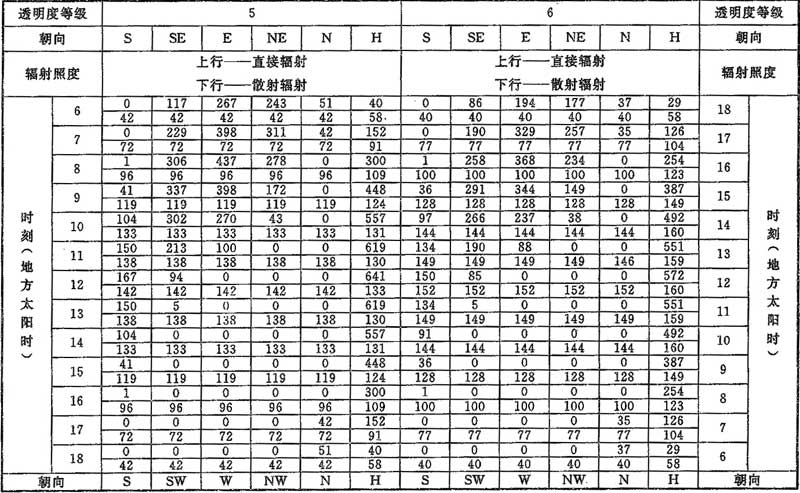 透明度等级 5 6 透明度等级
朝向 S SE E NE N H S SE E NE N H 朝向
辐射照度 上行——直接辐射 上行——直接辐射 辐射照度
下行——散射辐射 下行——散射辐射
时刻(地方太阳时) 6 0 117 267 243 51 40 0 86 194 177 37 29 18 时刻(地方太阳时)
42 42 42 42 42 58 40 40 40 40 40 58
7 0 229 398 311 42 152 0 190 329 257 35 126 17
72 72 72 72 72 91 77 77 77 77 77 104
8 1 306 437 278 0 300 1 258 368 234 0 254 16
96 96 96 96 96 109 100 100 100 100 100 123
9 41 337 398 172 0 448 36 291 344 149 0 387 15
119 119 119 119 119 124 128 128 128 128 128 149
10 104 302 270 43 0 557 97 266 237 38 0 492 14
133 133 133 133 133 131 144 144 144 144 144 160
11 150 213 100 0 0 619 134 190 88 0 0 551 13
138 138 138 138 138 130 149 149 149 149 146 159
12 167 94 0 0 0 641 150 85 0 0 0 572 12
142 142 142 142 142 133 152 152 152 152 152 160
13 150 5 0 0 0 619 134 5 0 0 0 551 11
138 138 138 138 138 130 149 149 149 149 149 159
14 104 0 0 0 0 557 91 0 0 0 0 492 10
133 133 133 133 133 131 144 144 144 144 144 160
15 41 0 0 0 0 448 36 0 0 0 0 387 9
119 119 119 119 119 124 128 128 128 128 128 149
16 1 0 0 0 0 300 1 0 0 0 0 254 8
96 96 96 96 96 109 100 100 100 100 100 123
17 0 0 0 0 42 152 0 0 0 0 35 126 7
72 72 72 72 72 91 77 77 77 77 77 104
18 0 0 0 0 51 40 0 0 0 0 37 29 6
42 42 42 42 42 58 40 40 40 40 40 58
朝向 S SW W NW N H S SW W NW N H 朝向